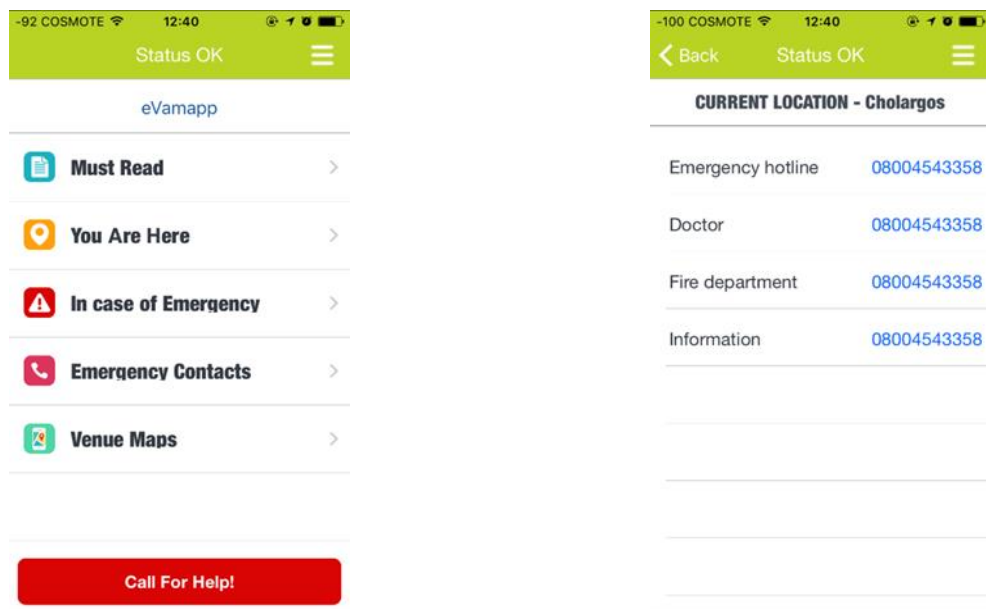 -92 COSMOTE 12:40
Status OK
eVamapp
Must Read
You Are Here
In case of Emergency
Emergency Contacts
Venue Maps
Call For Help!
-100 COSMOTE 12:40
Back Status OK
CURRENT LOCATION - Cholargos
Emergency hotline 08004543358
Doctor 08004543358
Fire department 08004543358
Information 08004543358